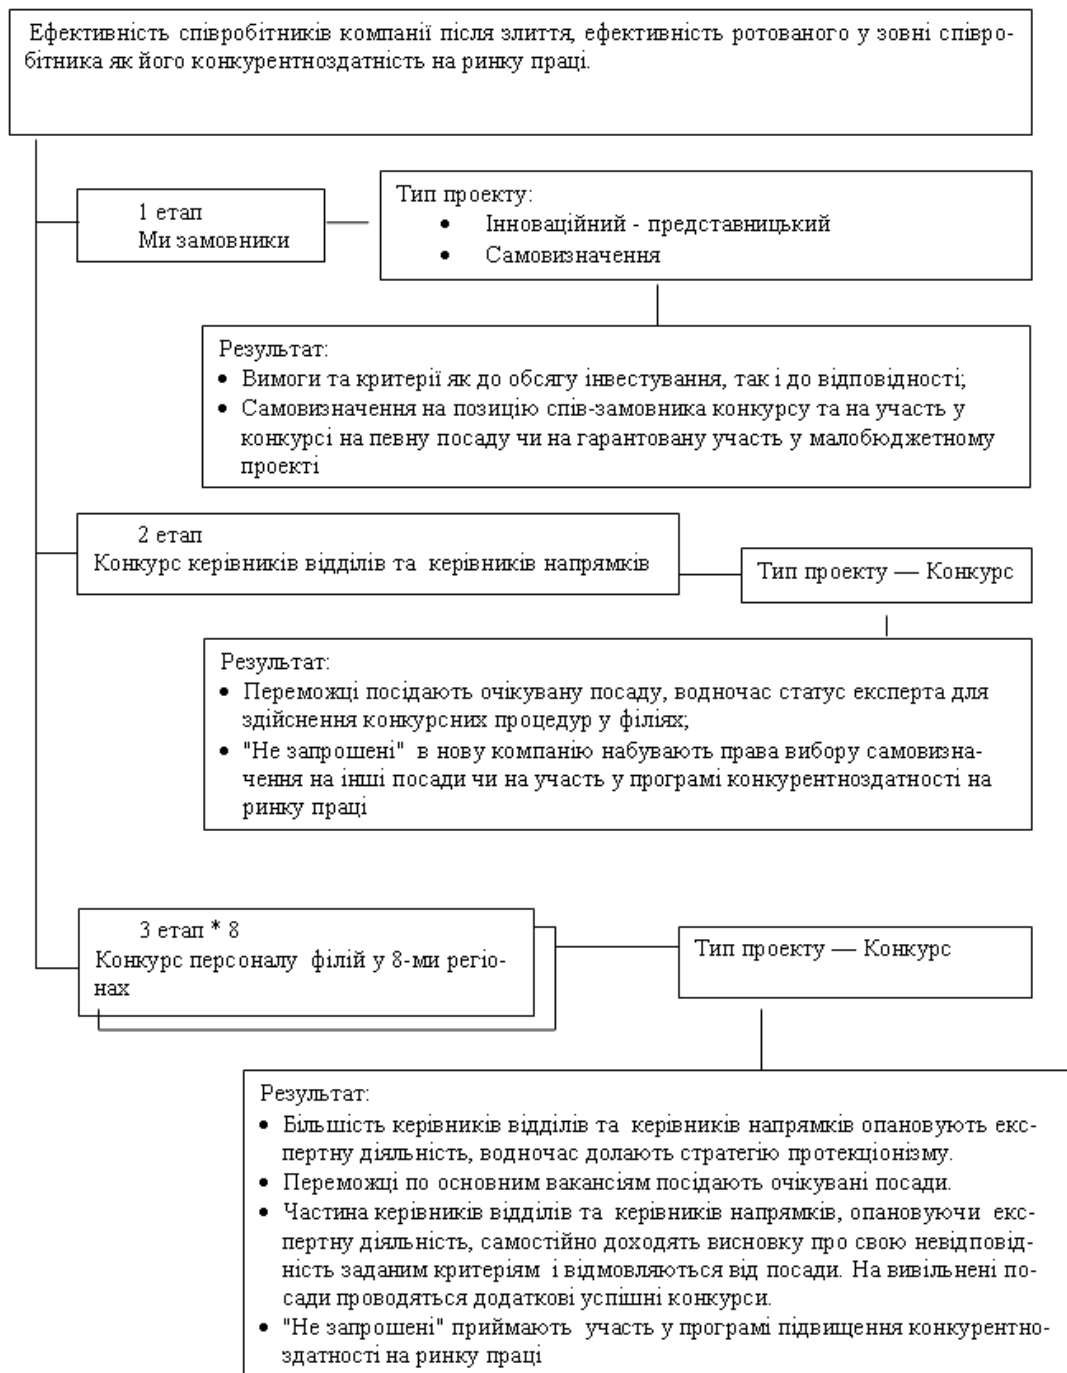 Ефективність співробітників компанії після злиття, ефективність ротованого у зовні співро-
бітника як його конкурентноздатність на ринку праці.
1 етап
Ми замовники
Тип проекту:
• Інноваційний - представницький
• Самовизначення
Результат:
• Вимоги та критерії як до обсягу інвестування, так і до відповідності;
• Самовизначення на позицію спів-замовника конкурсу та на участь у
конкурсі на певну посаду чи на гарантовану участь у малобюджетному
проекті
2 етап
Конкурс керівників відділів та керівників напрямків
Тип проекту — Конкурс
Результат:
• Переможці посідають очікувану посаду, водночас статус експерта для
здійснення конкурсних процедур у філіях;
• "Не запрошені" в нову компанію набувають права вибору самовизна-
чення на інші посади чи на участь у програмі конкурентноздатності на
ринку праці
3 етап * 8
Конкурс персоналу філій у 8-ми регіо-
нах
Тип проекту — Конкурс
Результат:
• Більшість керівників відділів та керівників напрямків опановують екс-
пертну діяльність, водночас долають стратегію протекціонізму.
• Переможці по основним вакансіям посідають очікувані посади.
• Частина керівників відділів та керівників напрямків, опановуючи екс-
пертну діяльність, самостійно доходять висновку про свою невідповід-
ність заданим критеріям і відмовляються від посади. На вивільнені по-
сади проводяться додаткові успішні конкурси.
• "Не запрошені" приймають участь у програмі підвищення конкурентно-
здатності на ринку праці